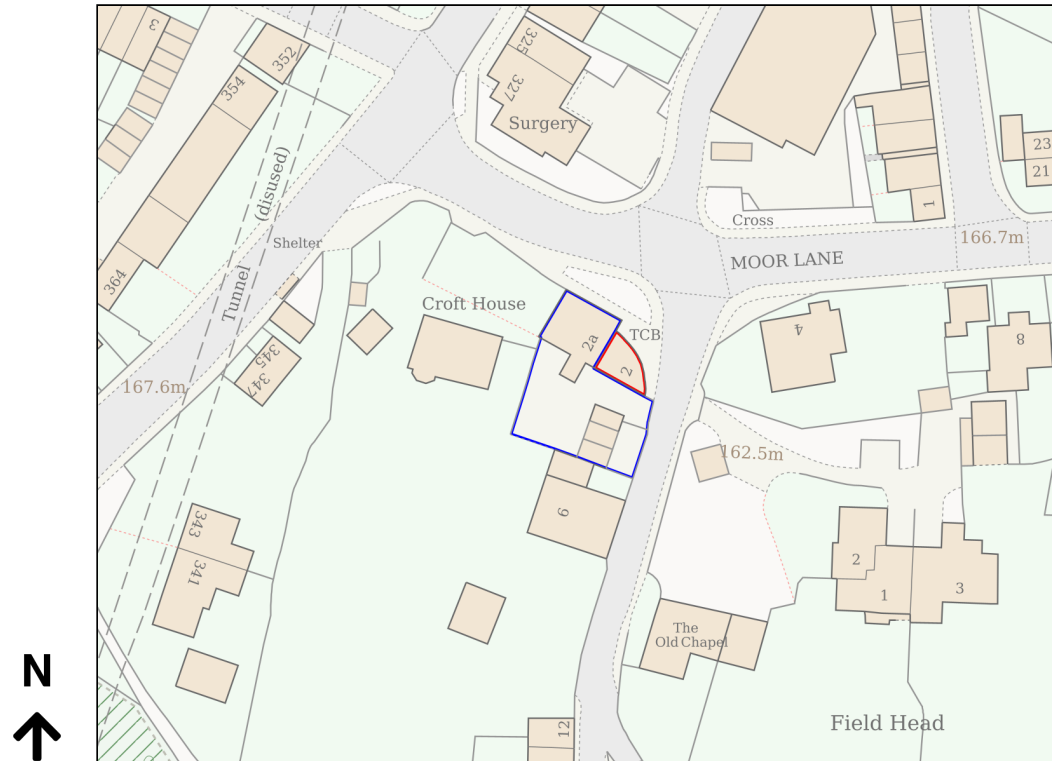 3
352
354
325
327
Surgery
23
21
1
(disused)
Cross
Shelter
166.7m
MOOR LANE
Tunnel
364
Croft House
4
TCB
2a
8
345
347
2
167.6m
162.5m
6
343
2
341
1
3
The
Old Chapel
N
Field Head
12